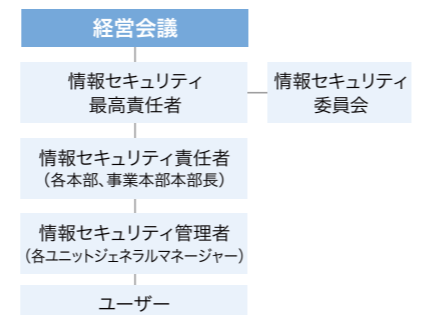 経営会議
情報セキュリティ
最高責任者
情報セキュリティ
委員会
情報セキュリティ責任者
（各本部、事業本部本部長）
情報セキュリティ管理者
（各ユニットジェネラルマネージャー）
ユーザー